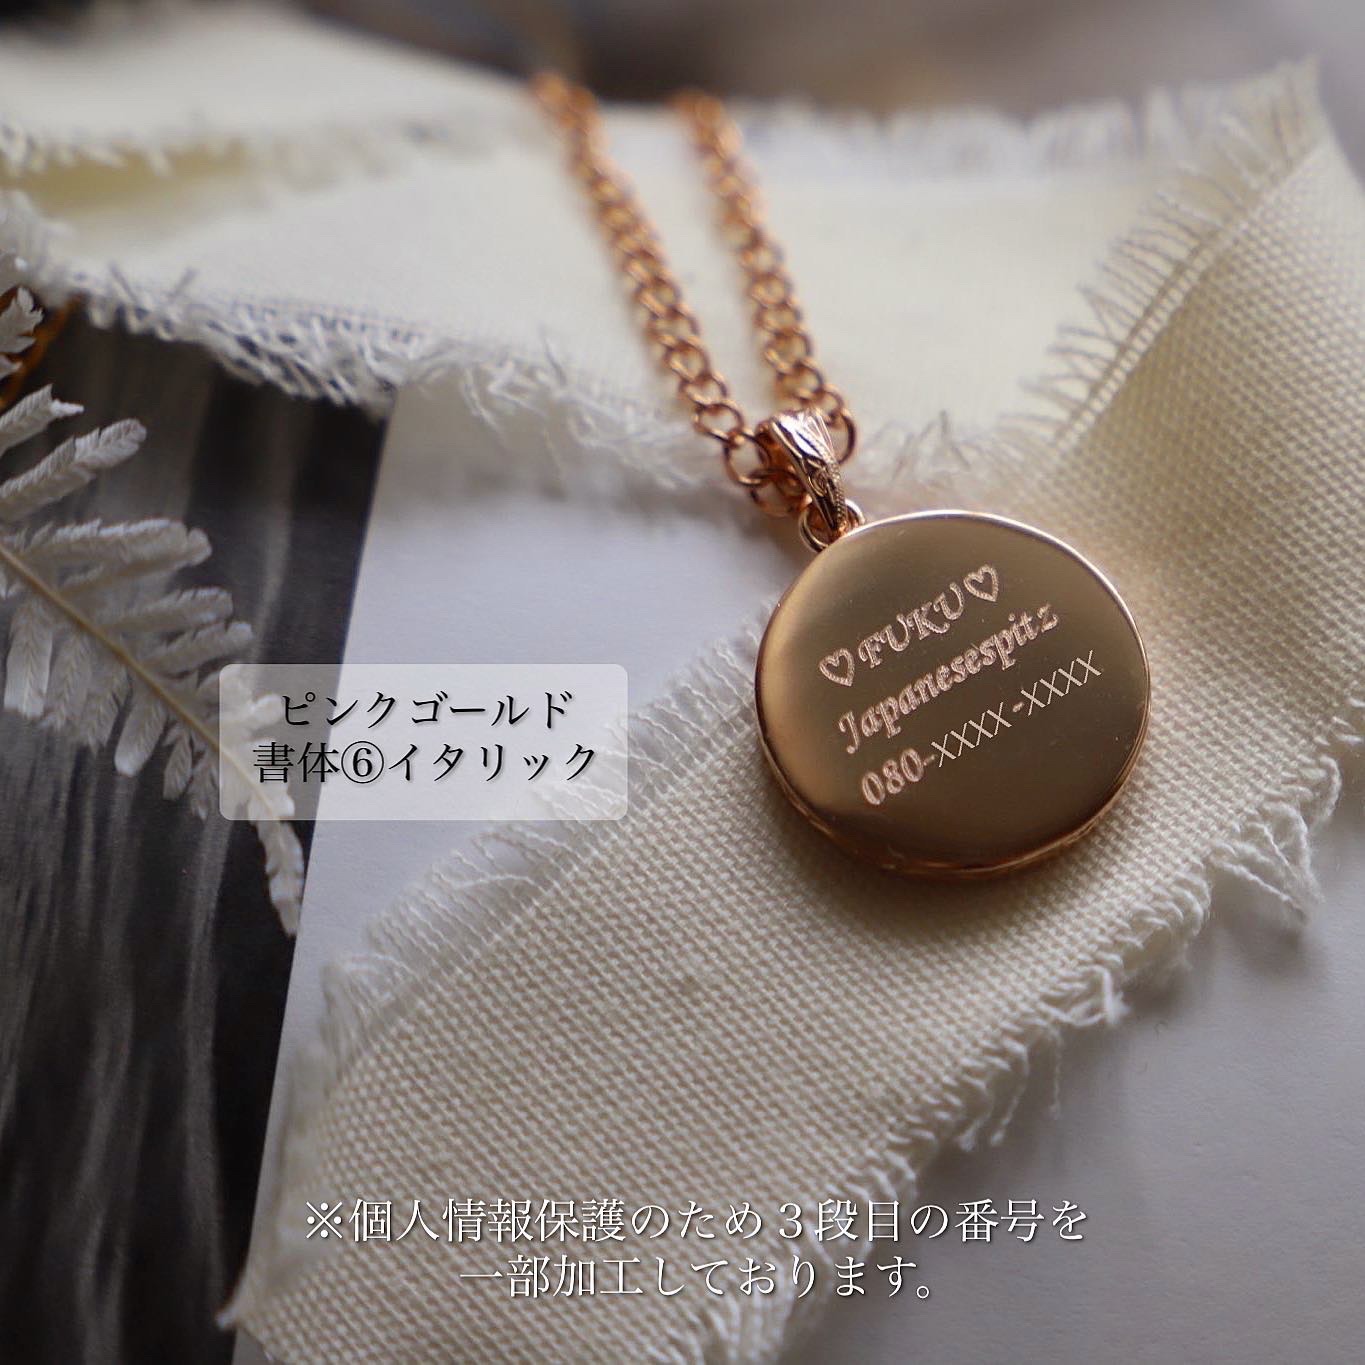 ♡FUKU♡
Japanesespitz
080-XXXX-XXXX
ピンクゴールド
書体⑥イタリック
※個人情報保護のため３段目の番号を
一部加工しております。